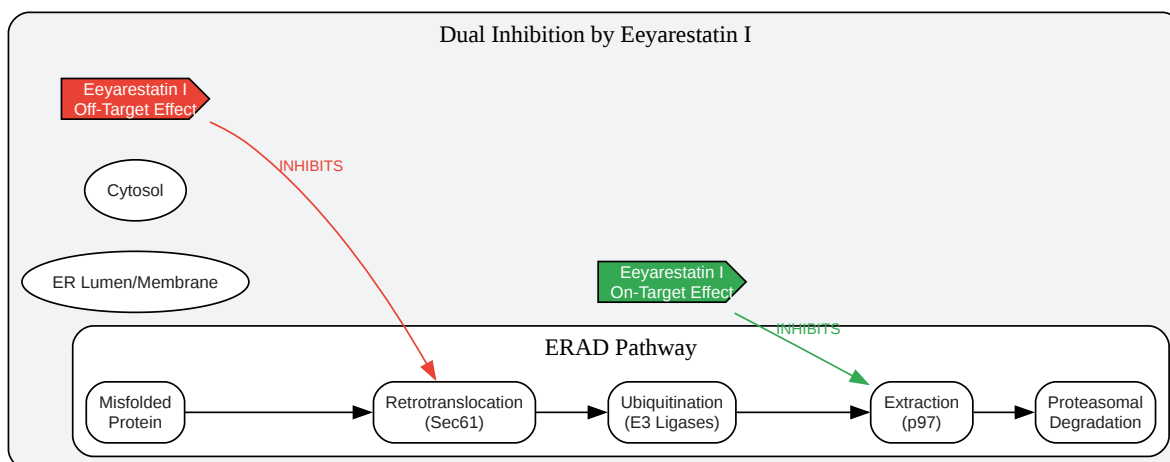 Dual Inhibition by Eeyarestatin I
Eeyarestatin I
Off-Target Effect
INHIBITS
Cytosol
ER Lumen/Membrane
Eeyarestatin I
On-Target Effect
INHIBITS
ERAD Pathway
Misfolded
Protein
Retrotranslocation
(Sec61)
Ubiquitination
(E3 Ligases)
Extraction
(p97)
Proteasomal
Degradation